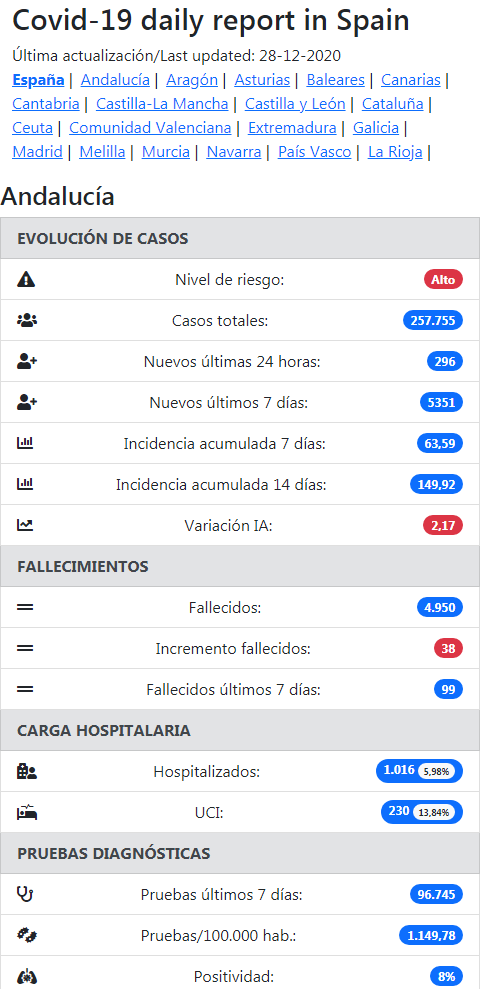 Covid-19 daily report in Spain
Última actualización/Last updated: 28-12-2020
España | Andalucía | Aragón | Asturias | Baleares | Canarias |
Cantabria | Castilla-La Mancha | Castilla y León | Cataluña |
Ceuta | Comunidad Valenciana | Extremadura | Galicia |
Madrid | Melilla | Murcia | Navarra | País Vasco | La Rioja |
Andalucía
EVOLUCIÓN DE CASOS
Nivel de riesgo: Alto
Casos totales: 257.755
Nuevos últimas 24 horas: 296
Nuevos últimos 7 días: 5351
Incidencia acumulada 7 días: 63,59
Incidencia acumulada 14 días: 149,92
Variación IA: 2,17
FALLECIMIENTOS
Fallecidos: 4.950
Incremento fallecidos: 38
Fallecidos últimos 7 días: 99
CARGA HOSPITALARIA
Hospitalizados: 1.016 5,98%
UCI: 230 13,84%
PRUEBAS DIAGNÓSTICAS
Pruebas últimos 7 días: 96.745
Pruebas/100.000 hab.: 1.149,78
Positividad: 8%